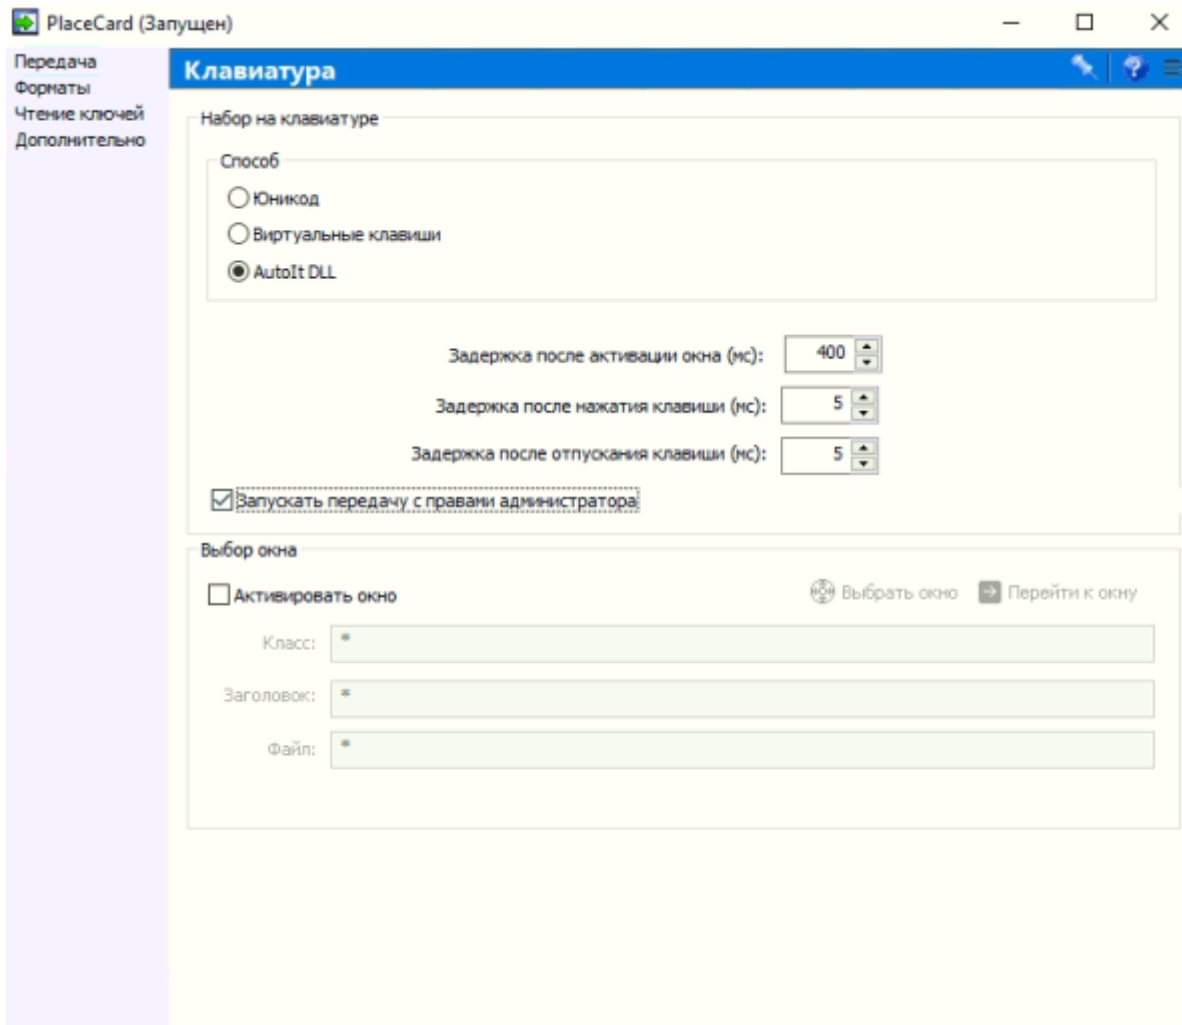 PlaceCard (Запущен)
Передача
Форматы
Чтение ключей
Дополнительно
Клавиатура
Набор на клавиатуре
Способ
Юникод
Виртуальные клавиши
AutoIt DLL
Задержка после активации окна (мс): 400
Задержка после нажатия клавиши (мс): 5
Задержка после отпускания клавиши (мс): 5
Запускать передачу с правами администратора
Выбор окна
Активировать окно Выбрать окно Перейти к окну
Класс: *
Заголовок: *
Файл: *